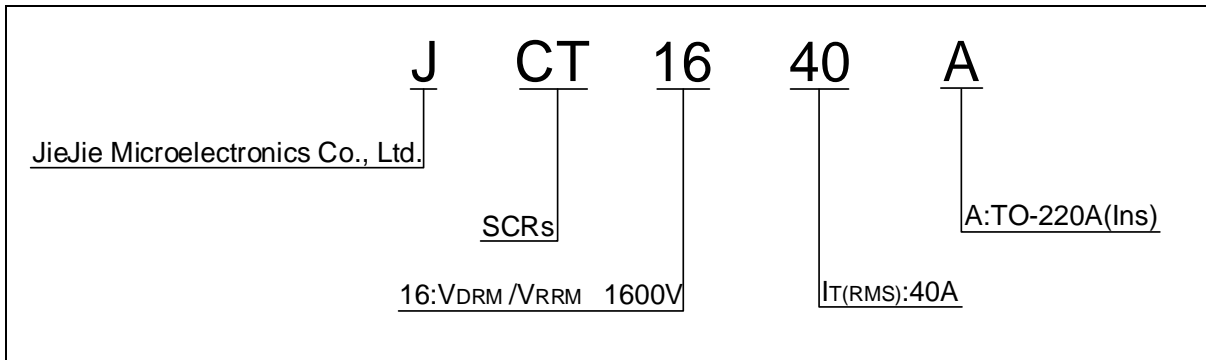 J CT 16 40 A
JieJie Microelectronics Co., Ltd.
A:TO-220A(Ins)
SCRs
16:VDRM /VRRM 1600V
IT(RMS):40A